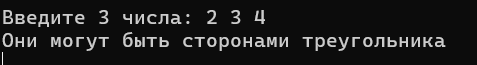 Введите 3 числа: 2 3 4
Они могут быть сторонами треугольника